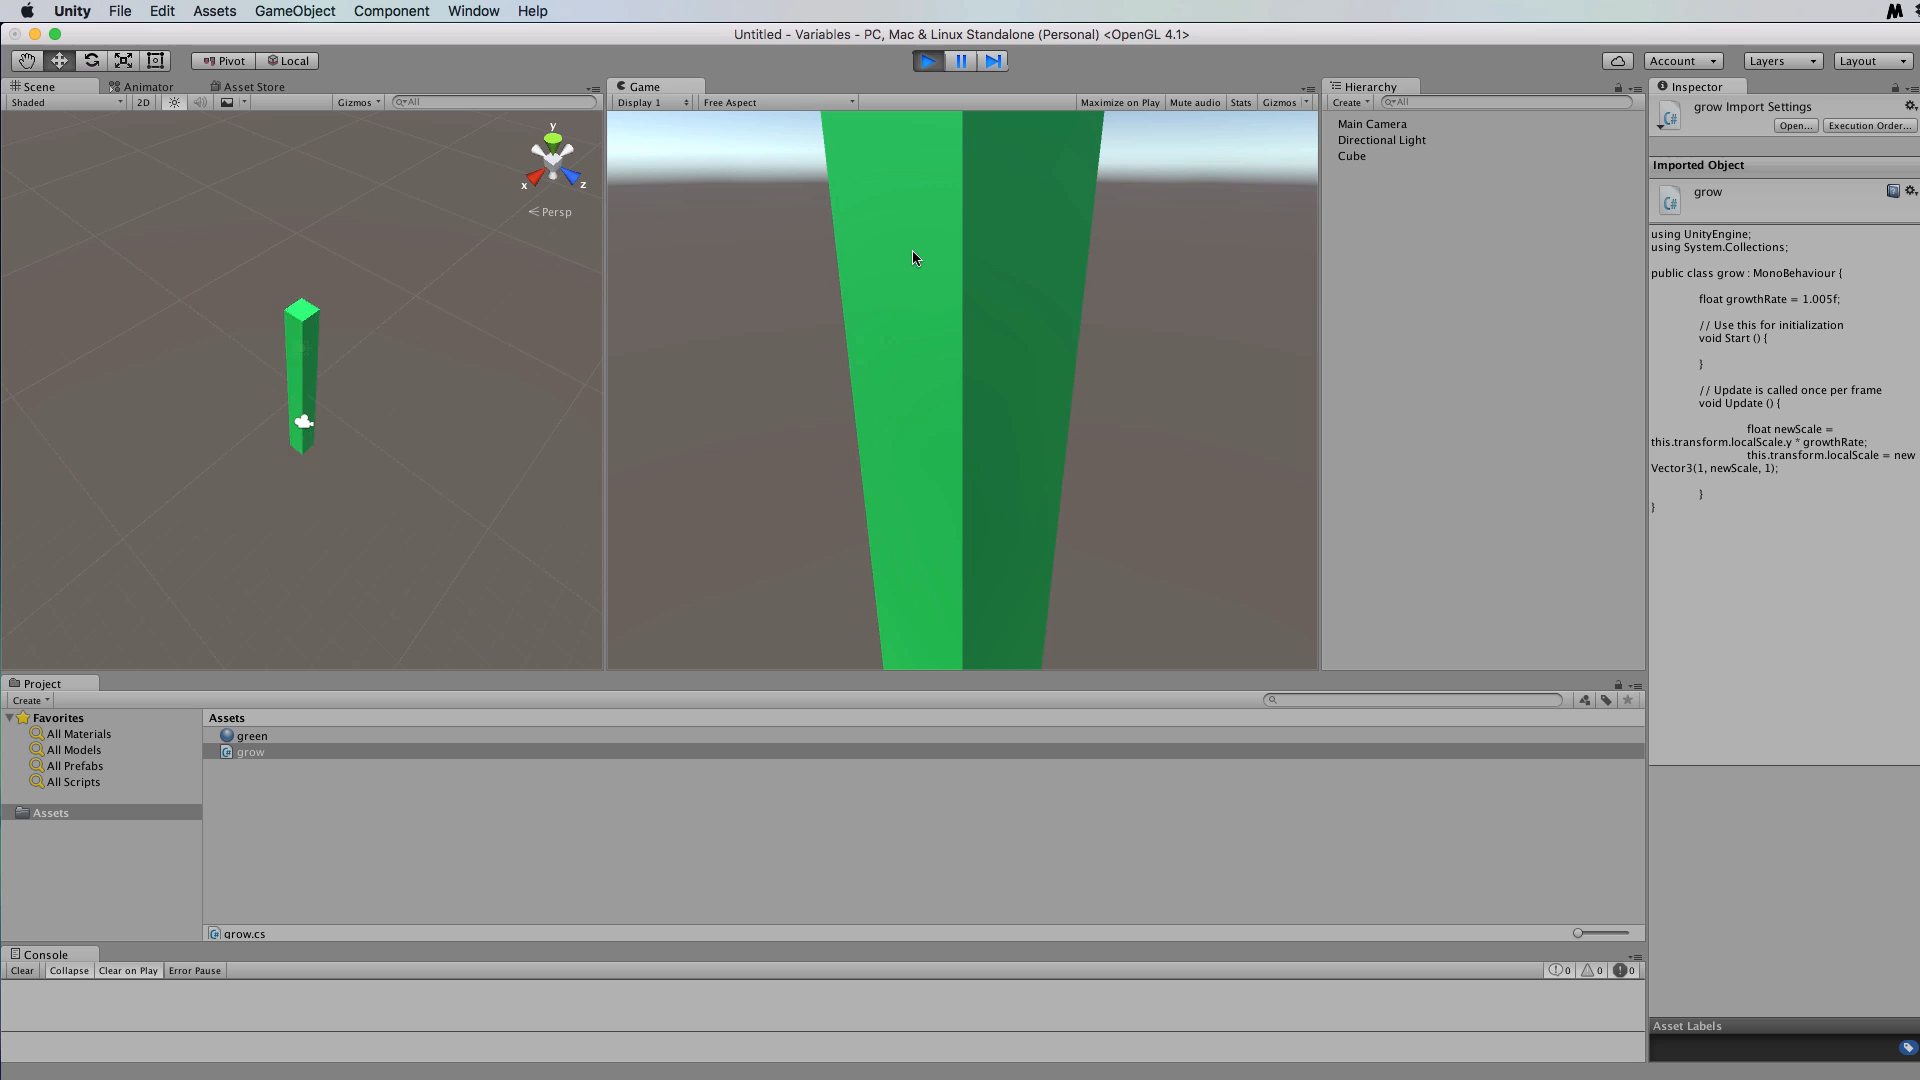 Unity File Edit Assets GameObject Component Window Help
Untitled - Variables - PC, Mac & Linux Standalone (Personal) <OpenGL 4.1>
Pivot Local Account Layers Layout
Scene Animator Asset Store Game Hierarchy Inspector
Shaded 2D Gizmos All Display 1 Free Aspect Maximize on Play Mute audio Stats Gizmos Create All
y
x z
Persp
Main Camera
Directional Light
Cube
grow Import Settings
Open... Execution Order...
Imported Object
grow
using UnityEngine;
using System.Collections;
public class grow : MonoBehaviour {
float growthRate = 1.005f;
// Use this for initialization
void Start () {
}
// Update is called once per frame
void Update () {
float newScale =
this.transform.localScale.y * growthRate;
this.transform.localScale = new
Vector3(1, newScale, 1);
}
}
Project
Create
Favorites
All Materials
All Models
All Prefabs
All Scripts
Assets
Assets
green
grow
grow.cs
Console
Clear Collapse Clear on Play Error Pause 0 0 0
Asset Labels